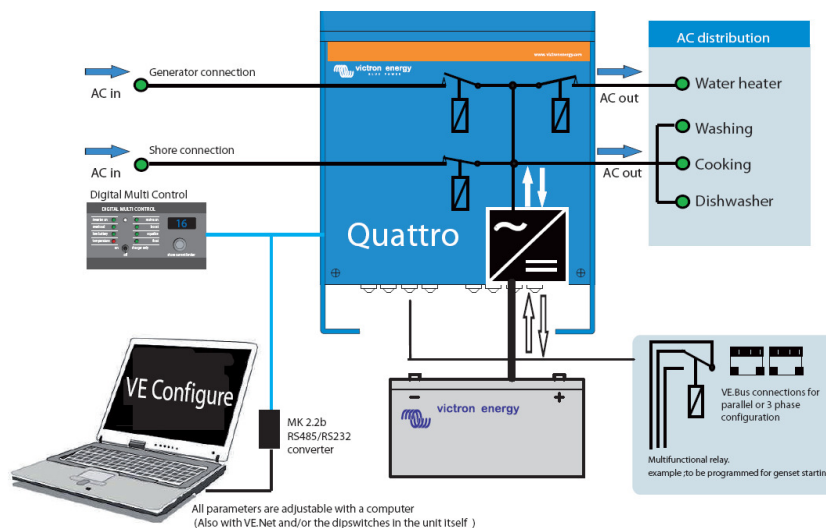 www.victronenergy.com
victron energy
BLUE POWER
AC distribution
Generator connection
AC in
AC out
Water heater
Washing
Shore connection
AC in
AC out
Cooking
Dishwasher
Digital Multi Control
DIGITAL MULTI CONTROL
16
Quattro
VE Configure
MK 2.2b
RS485/RS232
converter
victron energy
VE.Bus connections for
parallel or 3 phase
configuration
Multifunctional relay.
example ;to be programmed for genset startin
All parameters are adjustable with a computer
(Also with VE.Net and/or the dipswitches in the unit itself )